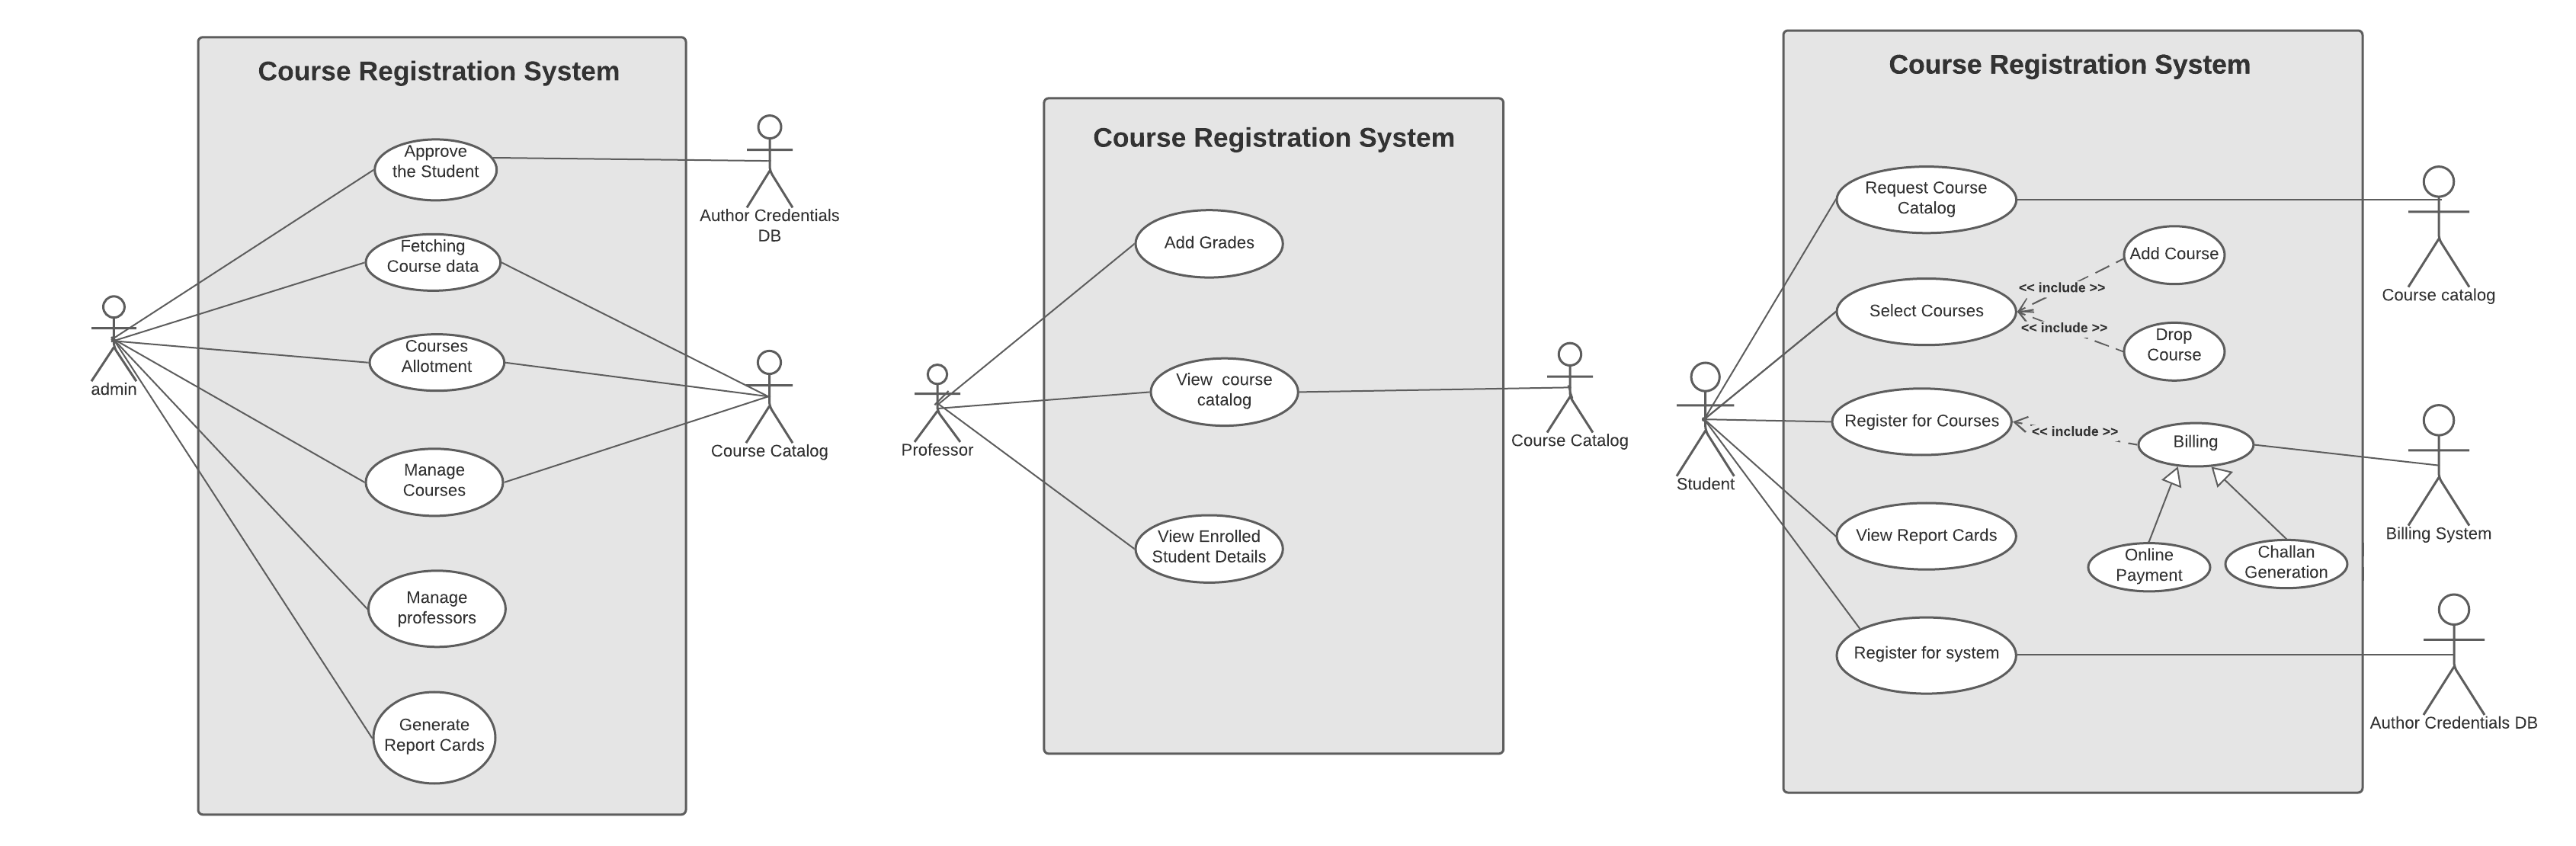 Course Registration System
Approve
the Student
Author Credentials
DB
Fetching
Course data
admin
Courses
Allotment
Course Catalog
Manage
Courses
Manage
professors
Generate
Report Cards
Course Registration System
Add Grades
Professor
View  course
catalog
Course Catalog
View Enrolled
Student Details
Course Registration System
Request Course
Catalog
Course catalog
Add Course
<< include >>
Select Courses
<< include >>
Drop
Course
Student
Register for Courses
<< include >>
Billing
Billing System
View Report Cards
Online
Payment
Challan
Generation
Register for system
Author Credentials DB